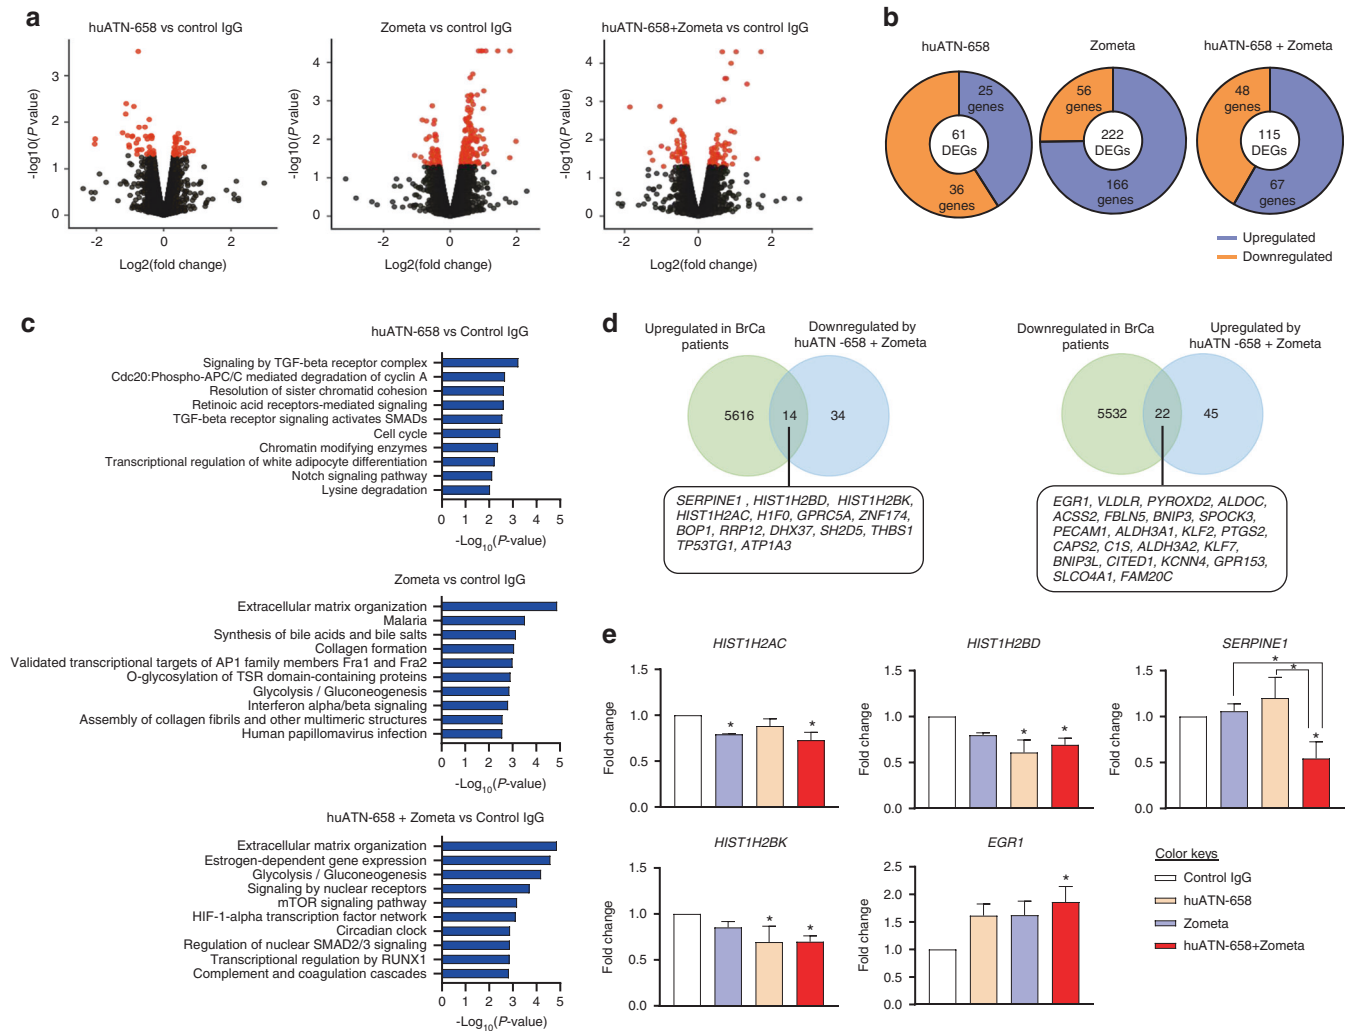 a
huATN-658 vs control IgG
-log10(P value)
3
2
1
0
-2
0
2
Log2(fold change)
Zometa vs control IgG
-log10(P value)
4
3
2
1
0
-2
0
2
Log2(fold change)
huATN-658+Zometa vs control IgG
-log10(P value)
4
3
2
1
0
-2
0
2
Log2(fold change)
b
huATN-658
25
genes
61
DEGs
36
genes
Zometa
56
genes
222
DEGs
166
genes
huATN-658 + Zometa
48
genes
115
DEGs
67
genes
Upregulated
Downregulated
c
huATN-658 vs Control IgG
Signaling by TGF-beta receptor complex
Cdc20:Phospho-APC/C mediated degradation of cyclin A
Resolution of sister chromatid cohesion
Retinoic acid receptors-mediated signaling
TGF-beta receptor signaling activates SMADs
Cell cycle
Chromatin modifying enzymes
Transcriptional regulation of white adipocyte differentiation
Notch signaling pathway
Lysine degradation
0 1 2 3 4 5
-Log10(P-value)
Zometa vs control IgG
Extracellular matrix organization
Malaria
Synthesis of bile acids and bile salts
Collagen formation
Validated transcriptional targets of AP1 family members Fra1 and Fra2
O-glycosylation of TSR domain-containing proteins
Glycolysis / Gluconeogenesis
Interferon alpha/beta signaling
Assembly of collagen fibrils and other multimeric structures
Human papillomavirus infection
0 1 2 3 4 5
-Log10(P-value)
huATN-658 + Zometa vs Control IgG
Extracellular matrix organization
Estrogen-dependent gene expression
Glycolysis / Gluconeogenesis
Signaling by nuclear receptors
mTOR signaling pathway
HIF-1-alpha transcription factor network
Circadian clock
Regulation of nuclear SMAD2/3 signaling
Transcriptional regulation by RUNX1
Complement and coagulation cascades
0 1 2 3 4 5
-Log10(P-value)
d
Upregulated in BrCa
patients
Downregulated by
huATN -658 + Zometa
5616
14
34
SERPINE1 , HIST1H2BD, HIST1H2BK,
HIST1H2AC, H1F0, GPRC5A, ZNF174,
BOP1, RRP12, DHX37, SH2D5, THBS1
TP53TG1, ATP1A3
Downregulated in BrCa
patients
Upregulated by
huATN -658 + Zometa
5532
22
45
EGR1, VLDLR, PYROXD2, ALDOC,
ACSS2, FBLN5, BNIP3, SPOCK3,
PECAM1, ALDH3A1, KLF2, PTGS2,
CAPS2, C1S, ALDH3A2, KLF7,
BNIP3L, CITED1, KCNN4, GPR153,
SLCO4A1, FAM20C
e
HIST1H2AC
Fold change
1.5
1.0
0.5
0.0
*
*
HIST1H2BD
Fold change
1.5
1.0
0.5
0.0
*
*
SERPINE1
Fold change
1.5
1.0
0.5
0.0
*
*
*
HIST1H2BK
Fold change
1.5
1.0
0.5
0.0
*
*
EGR1
Fold change
2.5
2.0
1.5
1.0
0.5
0.0
*
Color keys
Control IgG
huATN-658
Zometa
huATN-658+Zometa